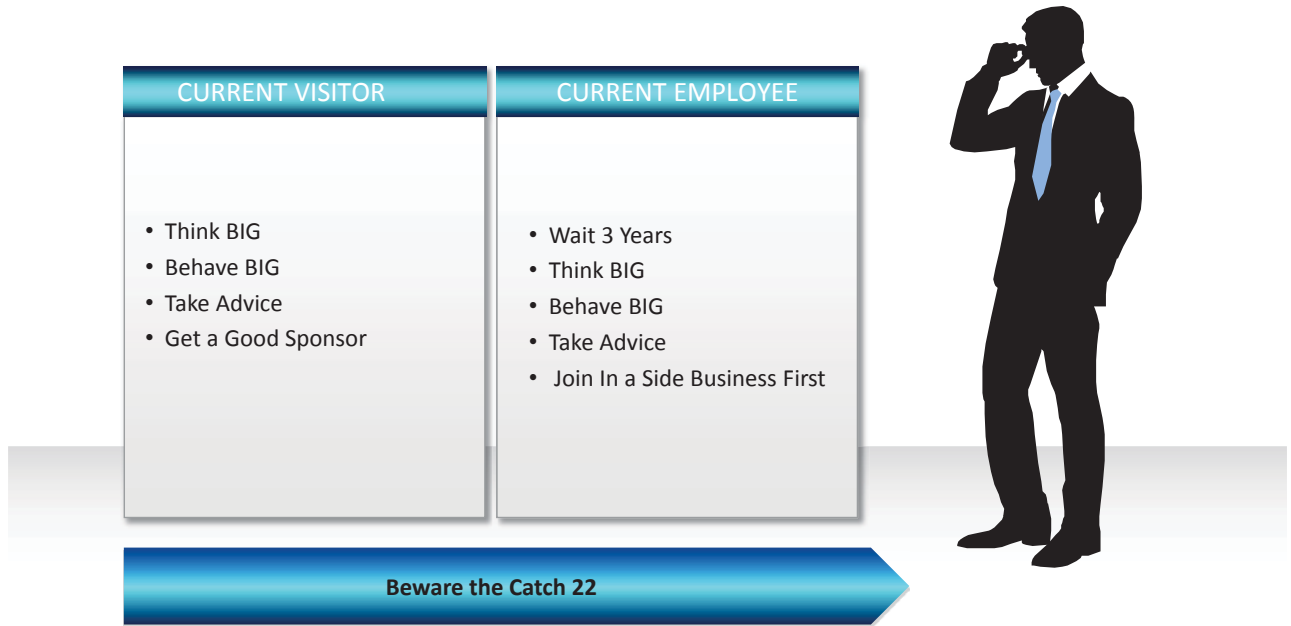 CURRENT VISITOR
• Think BIG
• Behave BIG
• Take Advice
• Get a Good Sponsor
CURRENT EMPLOYEE
• Wait 3 Years
• Think BIG
• Behave BIG
• Take Advice
• Join In a Side Business First
Beware the Catch 22